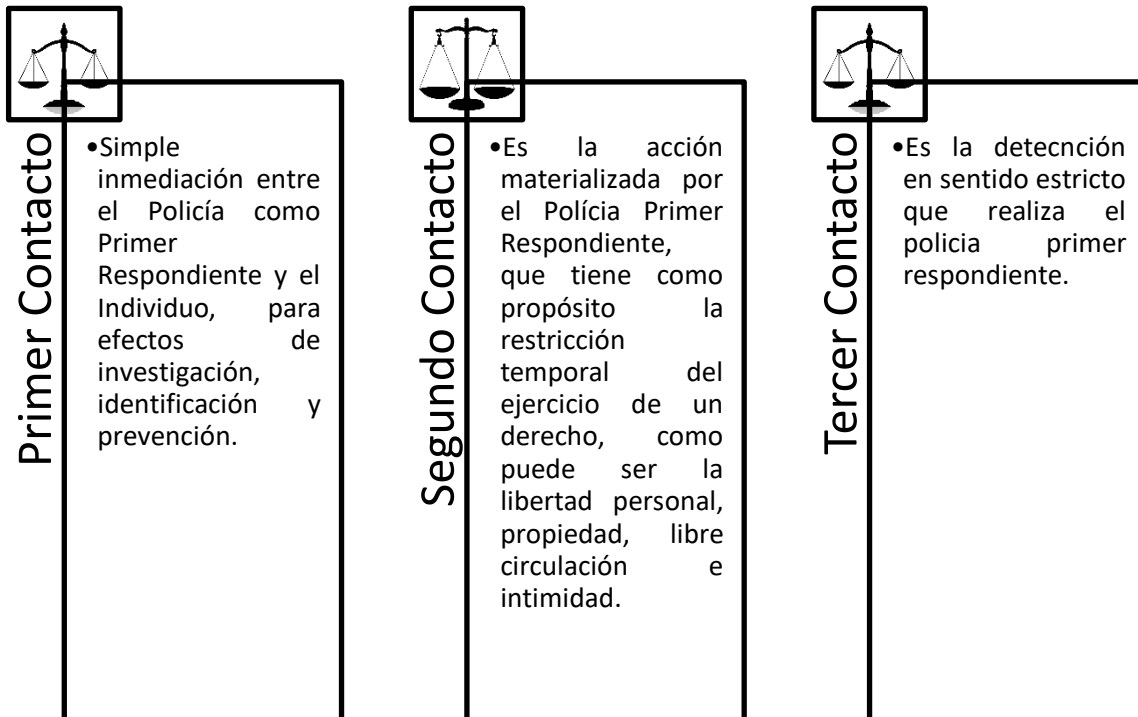 Primer Contacto
•Simple
inmediación entre
el Policía como
Primer
Respondiente y el
Individuo, para
efectos de
investigación,
identificación y
prevención.
Segundo Contacto
•Es la acción
materializada por
el Polícia Primer
Respondiente,
que tiene como
propósito la
restricción
temporal del
ejercicio de un
derecho, como
puede ser la
libertad personal,
propiedad, libre
circulación e
intimidad.
Tercer Contacto
•Es la detecnción
en sentido estricto
que realiza el
policia primer
respondiente.